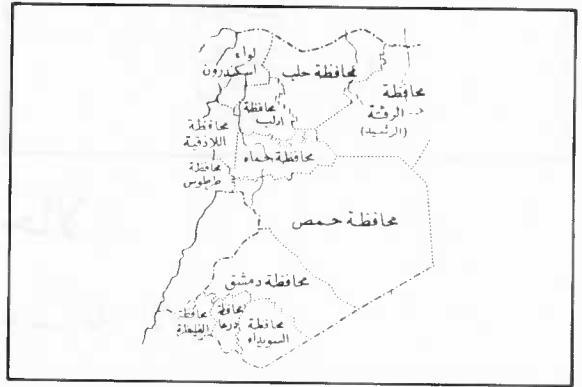 لواء
اسكندرون
محافظة حلب
محافظة
الرقة
(الرشيد)
محافظة
ادلب
محافظة
اللاذقية
محافظة حماه
محافظة
طرطوس
محافظة حمص
محافظة دمشق
محافظة
درعا
محافظة
القنيطرة
محافظة
السويداء